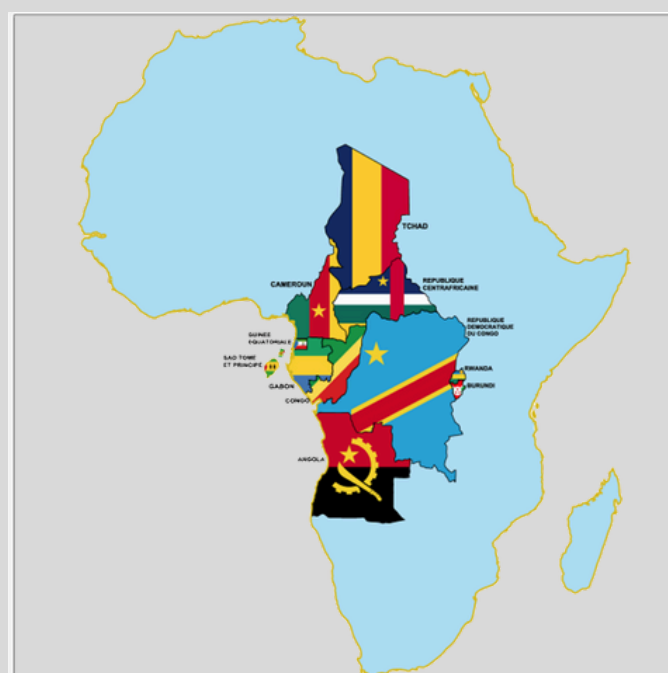 TCHAD
CAMEROUN
REPUBLIQUE
CENTRAFRICAINE
REPUBLIQUE
DEMOCRATIQUE
DU CONGO
GUINEE
EQUATORIALE
SAO TOME
ET PRINCIPE
RWANDA
GABON
BURUNDI
CONGO
ANGOLA